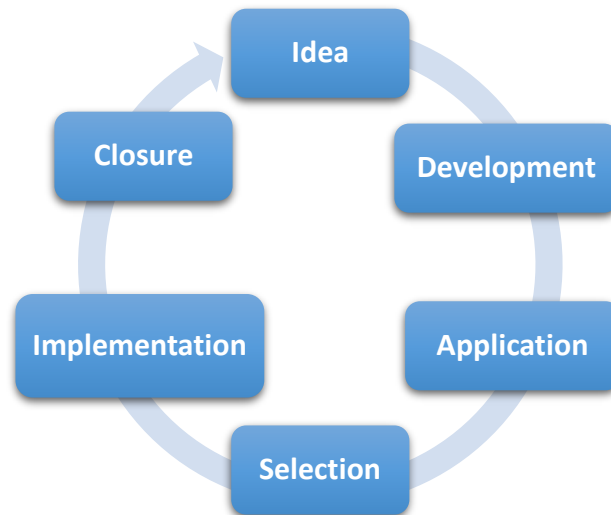 Idea
Development
Application
Selection
Implementation
Closure